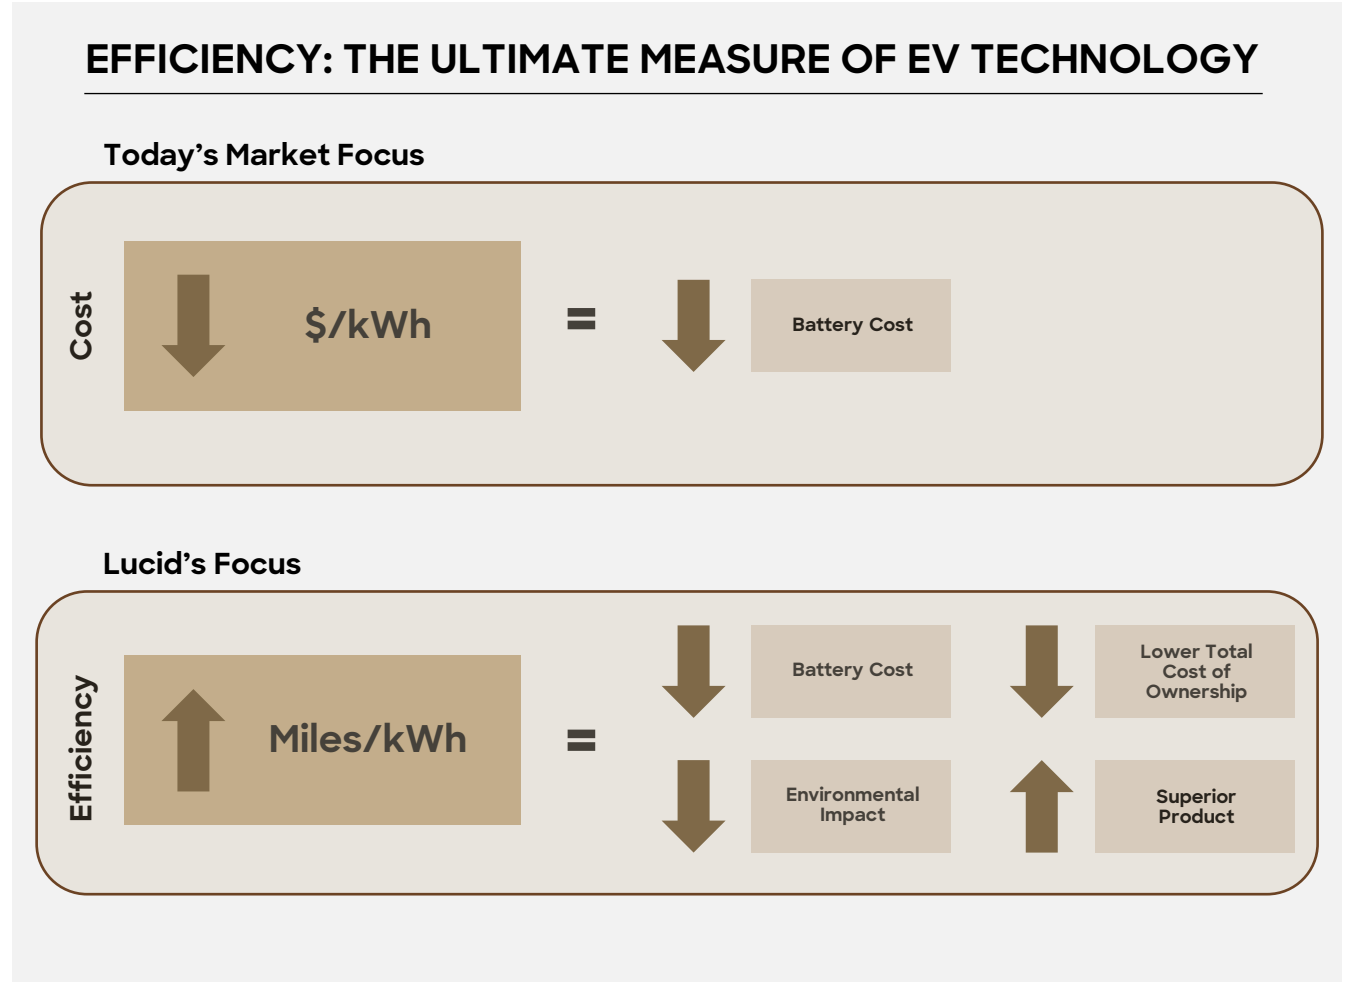 EFFICIENCY: THE ULTIMATE MEASURE OF EV TECHNOLOGY
Today’s Market Focus
Cost
$/kWh
=
Battery Cost
Lucid’s Focus
Efficiency
Miles/kWh
=
Battery Cost
Lower Total
Cost of
Ownership
Environmental
Impact
Superior
Product